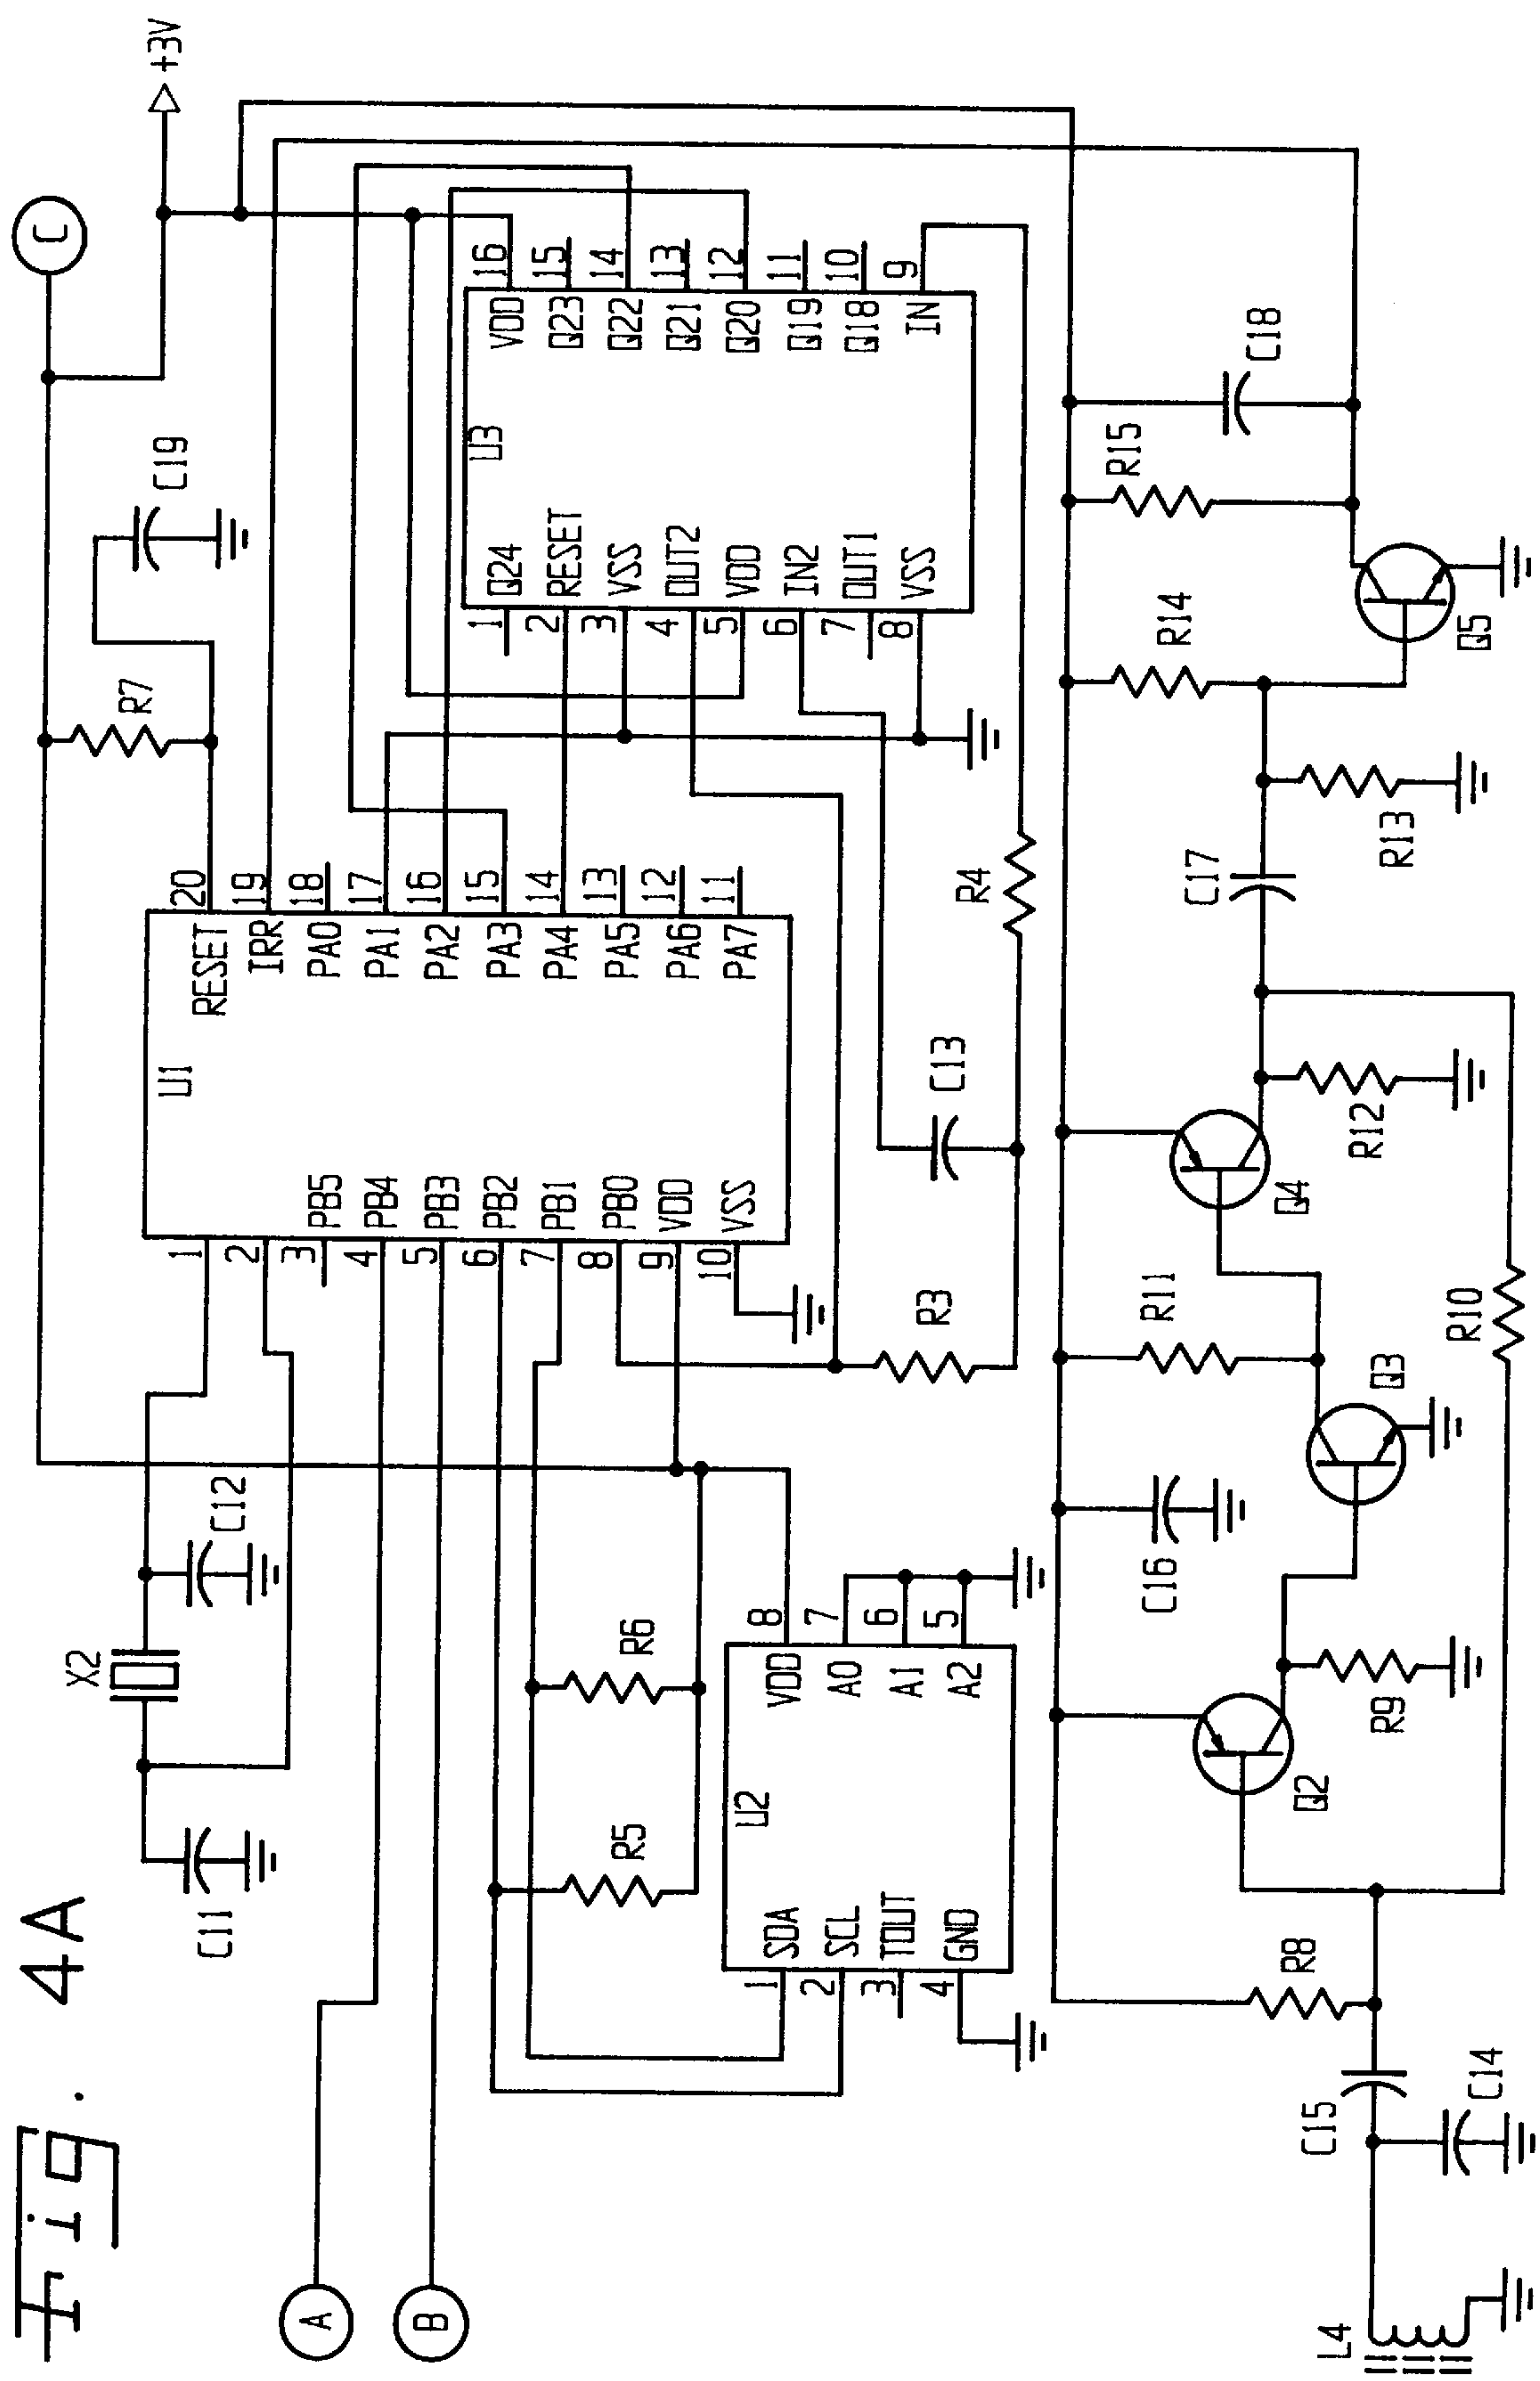 Fig. 4A
C
+3V
A
B
X2
C11
C12
R7
C19
U1
1
2
3 PB5
4 PB4
5 PB3
6 PB2
7 PB1
8 PB0
9 VDD
10 VSS
RESET 20
IRR 19
PA0 18
PA1 17
PA2 16
PA3 15
PA4 14
PA5 13
PA6 12
PA7 11
U3
1 Q24
2 RESET
3 VSS
4 OUT2
5 VDD
6 IN2
7 OUT1
8 VSS
VDD 16
Q23 15
Q22 14
Q21 13
Q20 12
Q19 11
Q18 10
IN 9
R5
R6
R3
C13
R4
U2
1 SDA
2 SCL
3 TOUT
4 GND
VDD 8
A0 7
A1 6
A2 5
L4
C14
C15
R8
Q2
R9
C16
Q3
R11
R10
Q4
R12
C17
R13
R14
Q5
R15
C18